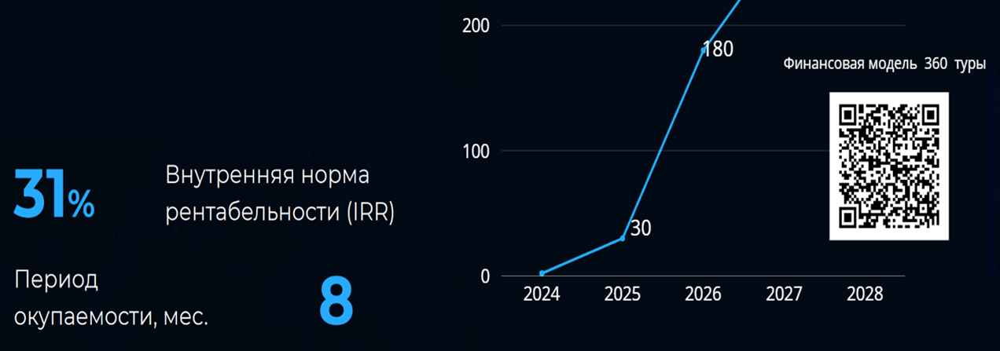 31%
Внутренняя норма
рентабельности (IRR)
Период
окупаемости, мес.
8
200
180
Финансовая модель 360 туры
100
30
0
2024 2025 2026 2027 2028